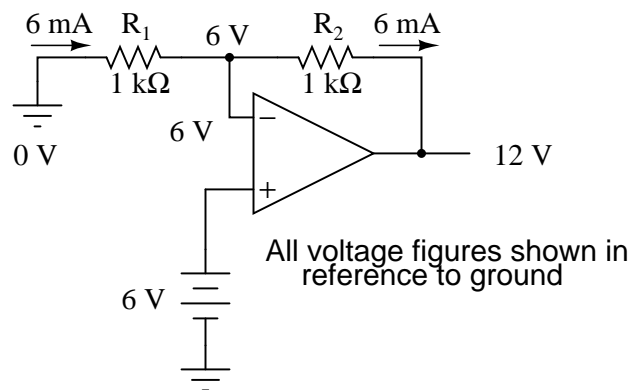 6 mA
R1
6 V
R2
6 mA
1 kΩ
1 kΩ
0 V
6 V
−
+
12 V
All voltage figures shown in
reference to ground
6 V